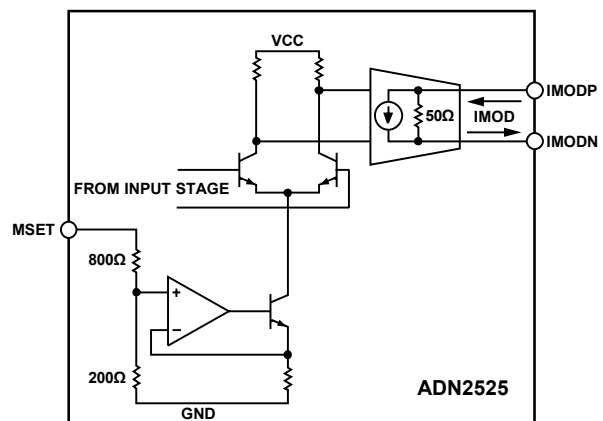 VCC
IMODP
50Ω
IMOD
IMODN
FROM INPUT STAGE
MSET
800Ω
+
–
200Ω
GND
ADN2525